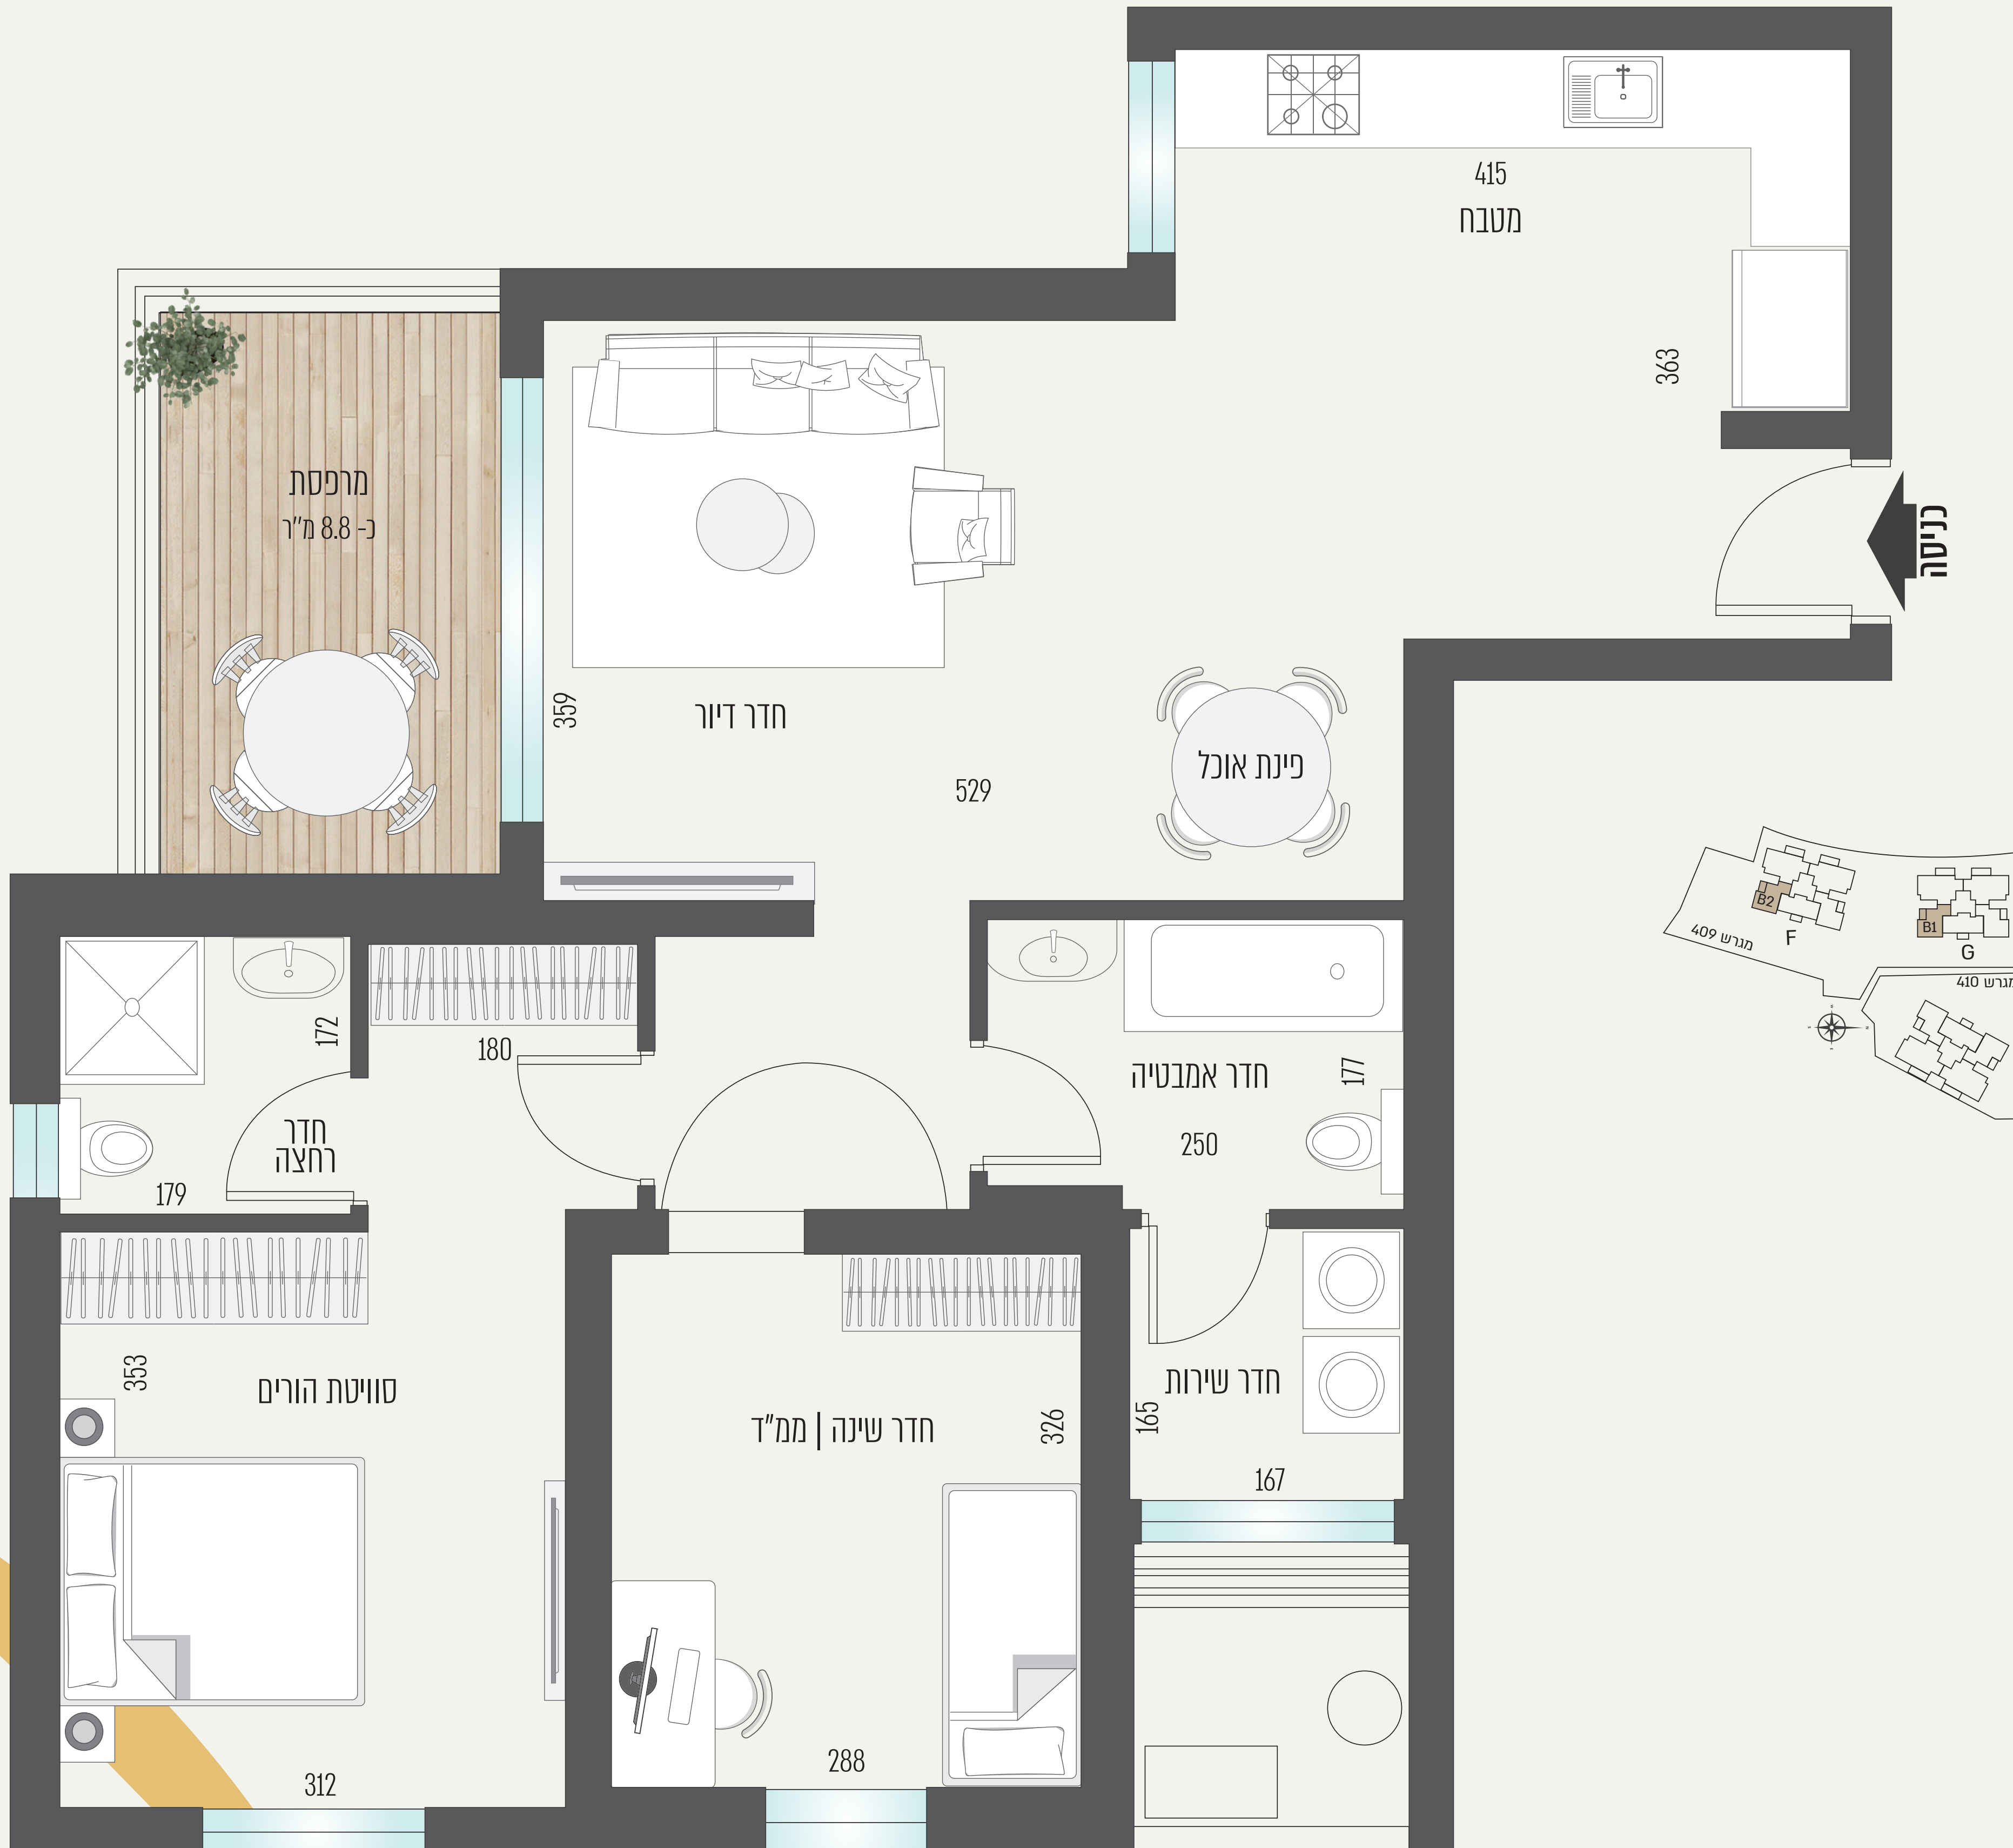 415
מטבח
363
כניסה
מרפסת
כ- 8.8 מ"ר
359
חדר דיור
529
פינת אוכל
B2
B1
מגרש 409
F
G
מגרש 410
172
180
חדר אמבטיה
177
250
חדר
רחצה
179
353
סוויטת הורים
חדר שינה | ממ"ד
326
חדר שירות
165
167
288
312